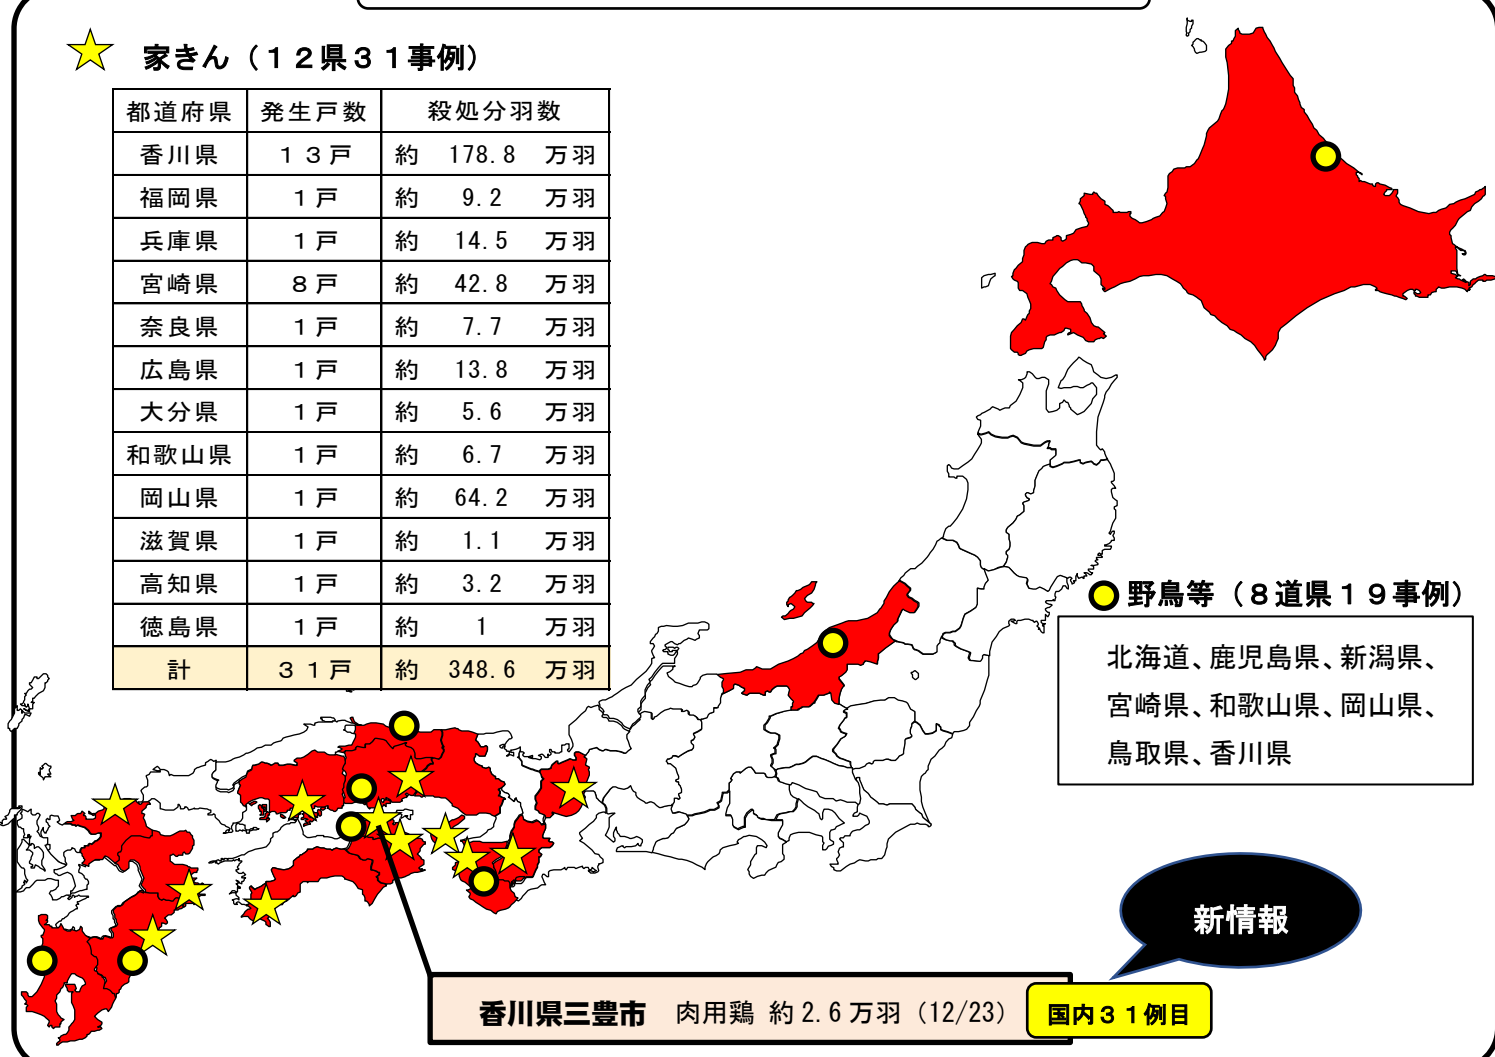 家きん（１２県３１事例）
都道府県 発生戸数 殺処分羽数
香川県 １３戸 約 178.8 万羽
福岡県 １戸 約 9.2 万羽
兵庫県 １戸 約 14.5 万羽
宮崎県 ８戸 約 42.8 万羽
奈良県 １戸 約 7.7 万羽
広島県 １戸 約 13.8 万羽
大分県 １戸 約 5.6 万羽
和歌山県 １戸 約 6.7 万羽
岡山県 １戸 約 64.2 万羽
滋賀県 １戸 約 1.1 万羽
高知県 １戸 約 3.2 万羽
徳島県 １戸 約 1 万羽
計 ３１戸 約 348.6 万羽
野鳥等（８道県１９事例）
北海道、鹿児島県、新潟県、
宮崎県、和歌山県、岡山県、
鳥取県、香川県
新情報
香川県三豊市 肉用鶏 約2.6万羽（12/23）
国内３１例目